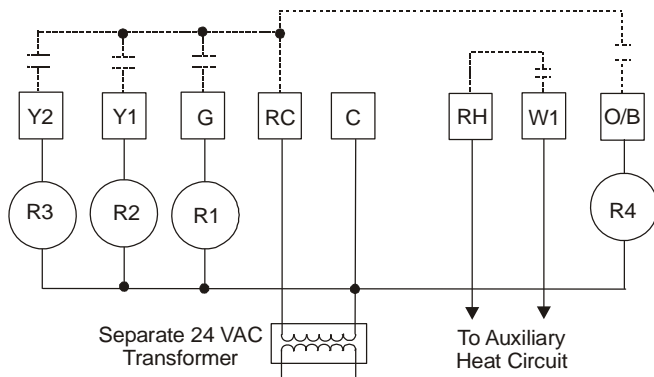 Y2 Y1 G RC C RH W1 O/B
R3 R2 R1 R4
Separate 24 VAC
Transformer
To Auxiliary
Heat Circuit